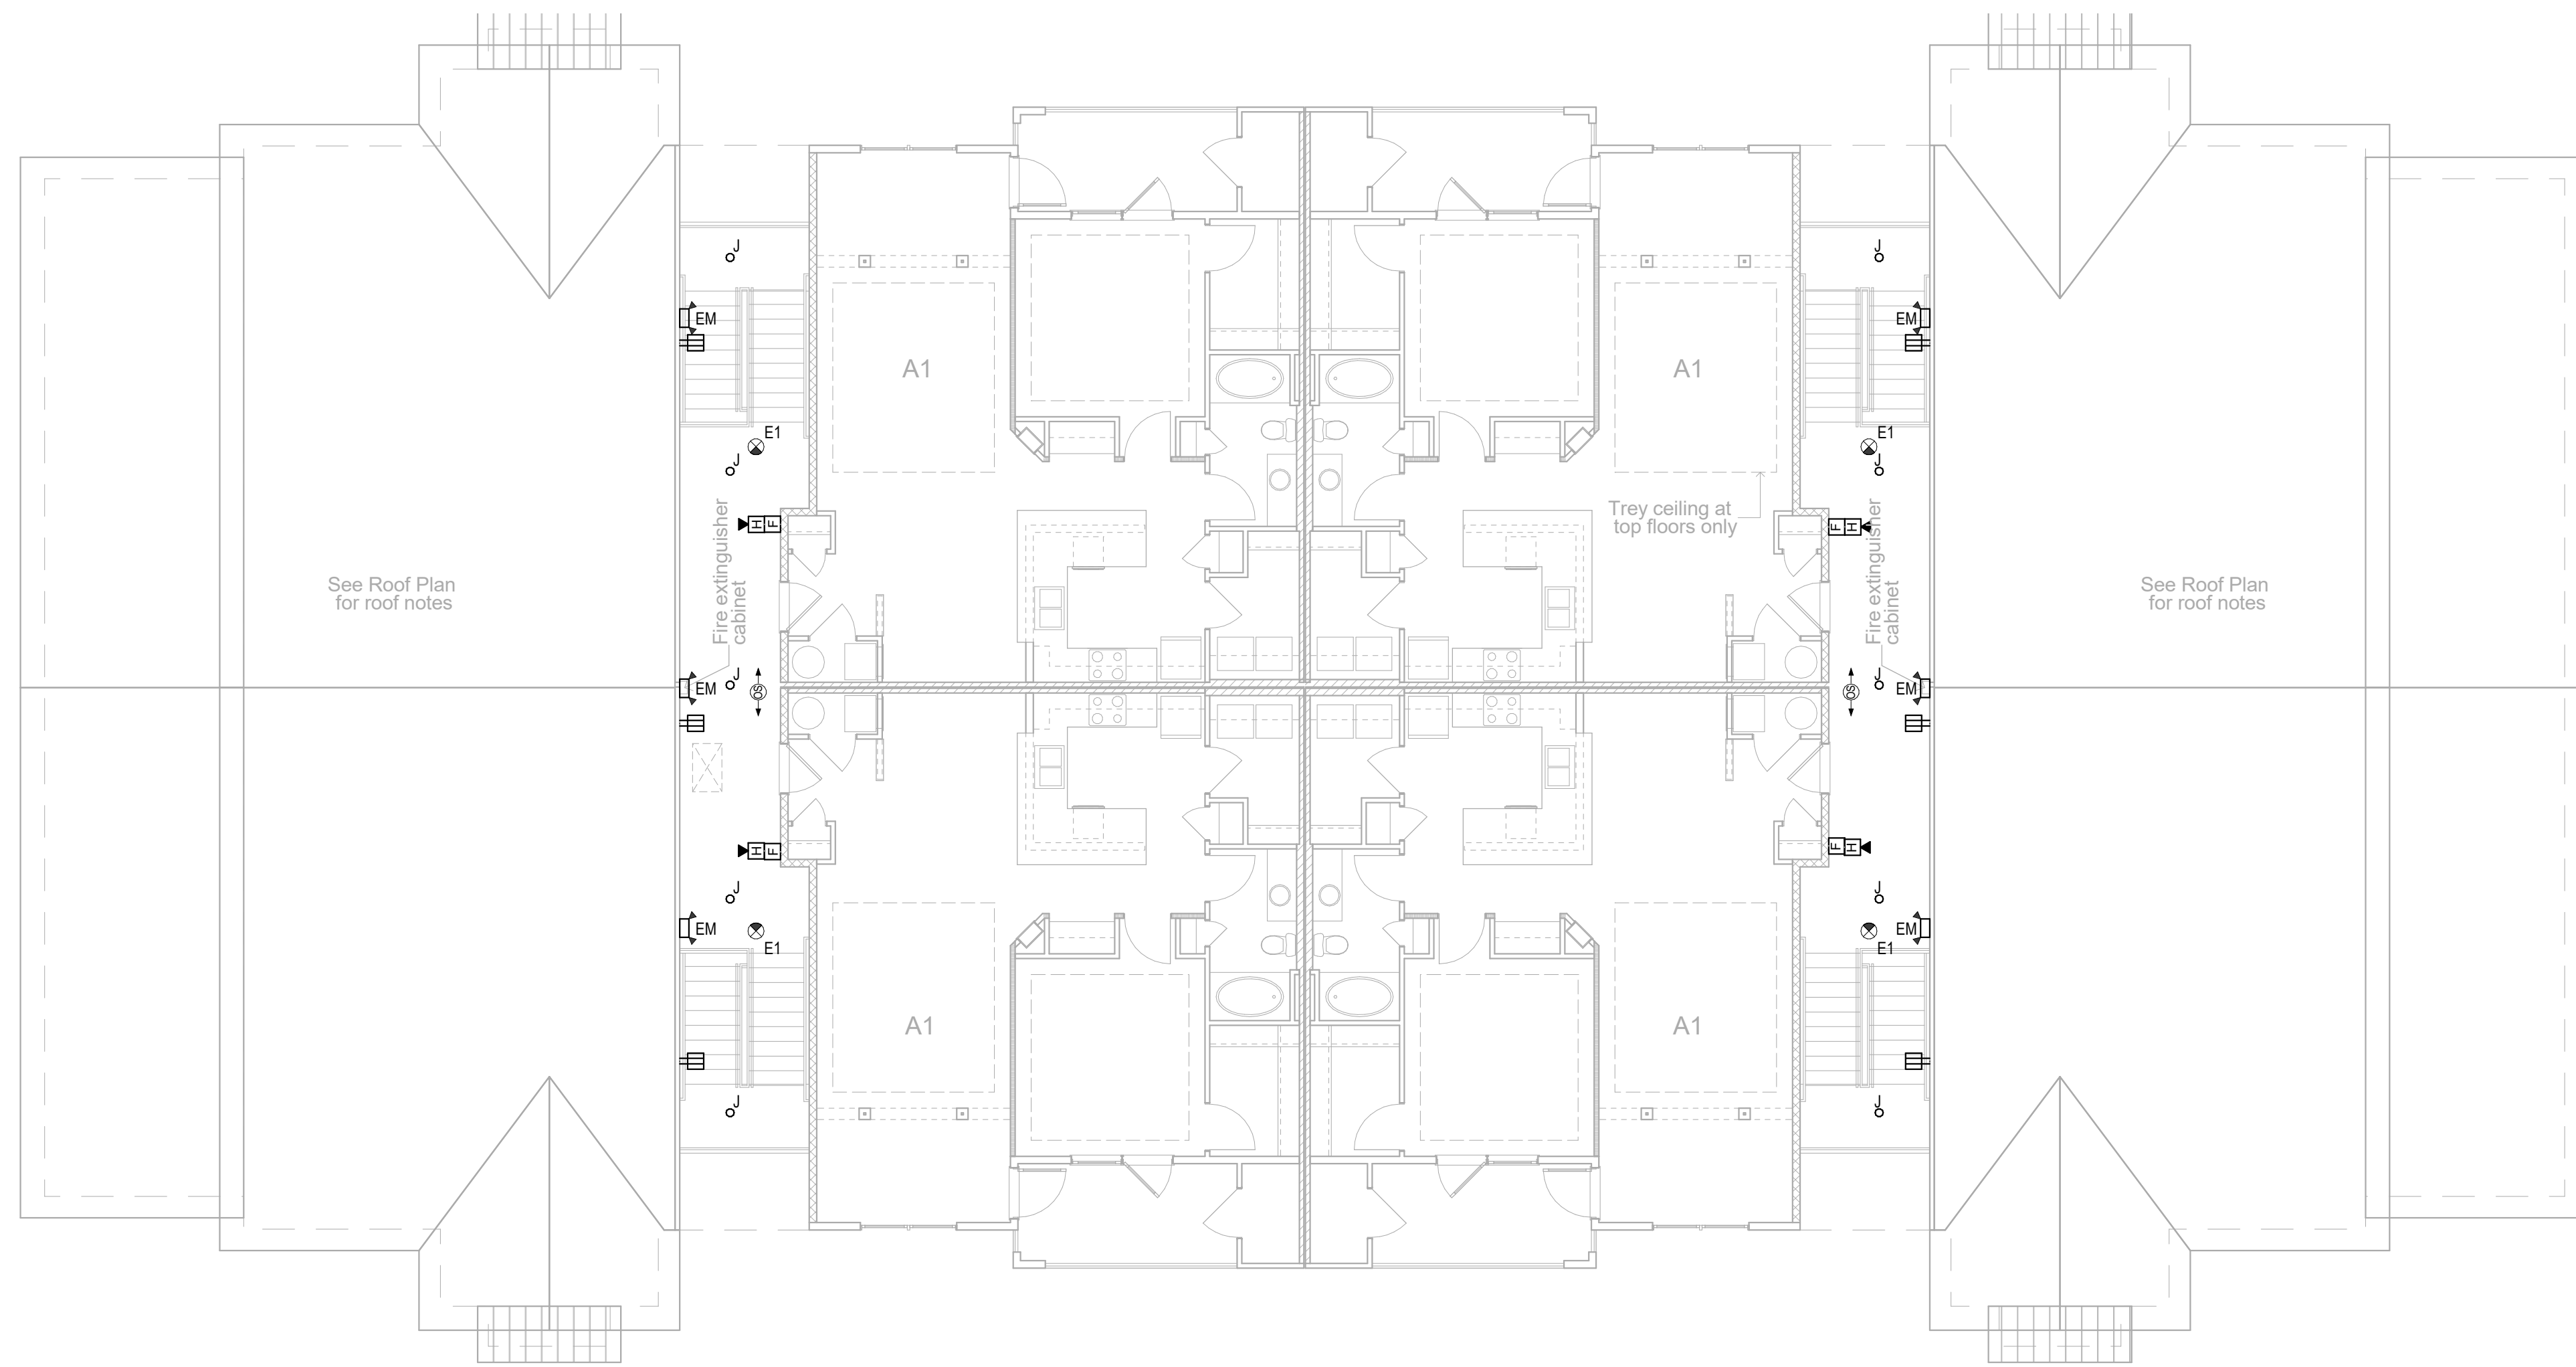 J
J
EM
EM
A1
A1
E1
E1
J
J
Trey ceiling at
top floors only
H F
F H
Fire extinguisher
cabinet
Fire extinguisher
cabinet
See Roof Plan
for roof notes
See Roof Plan
for roof notes
J
J
EM
EM
OS
OS
H F
F H
J
J
EM
EM
E1
E1
A1
A1
J
J